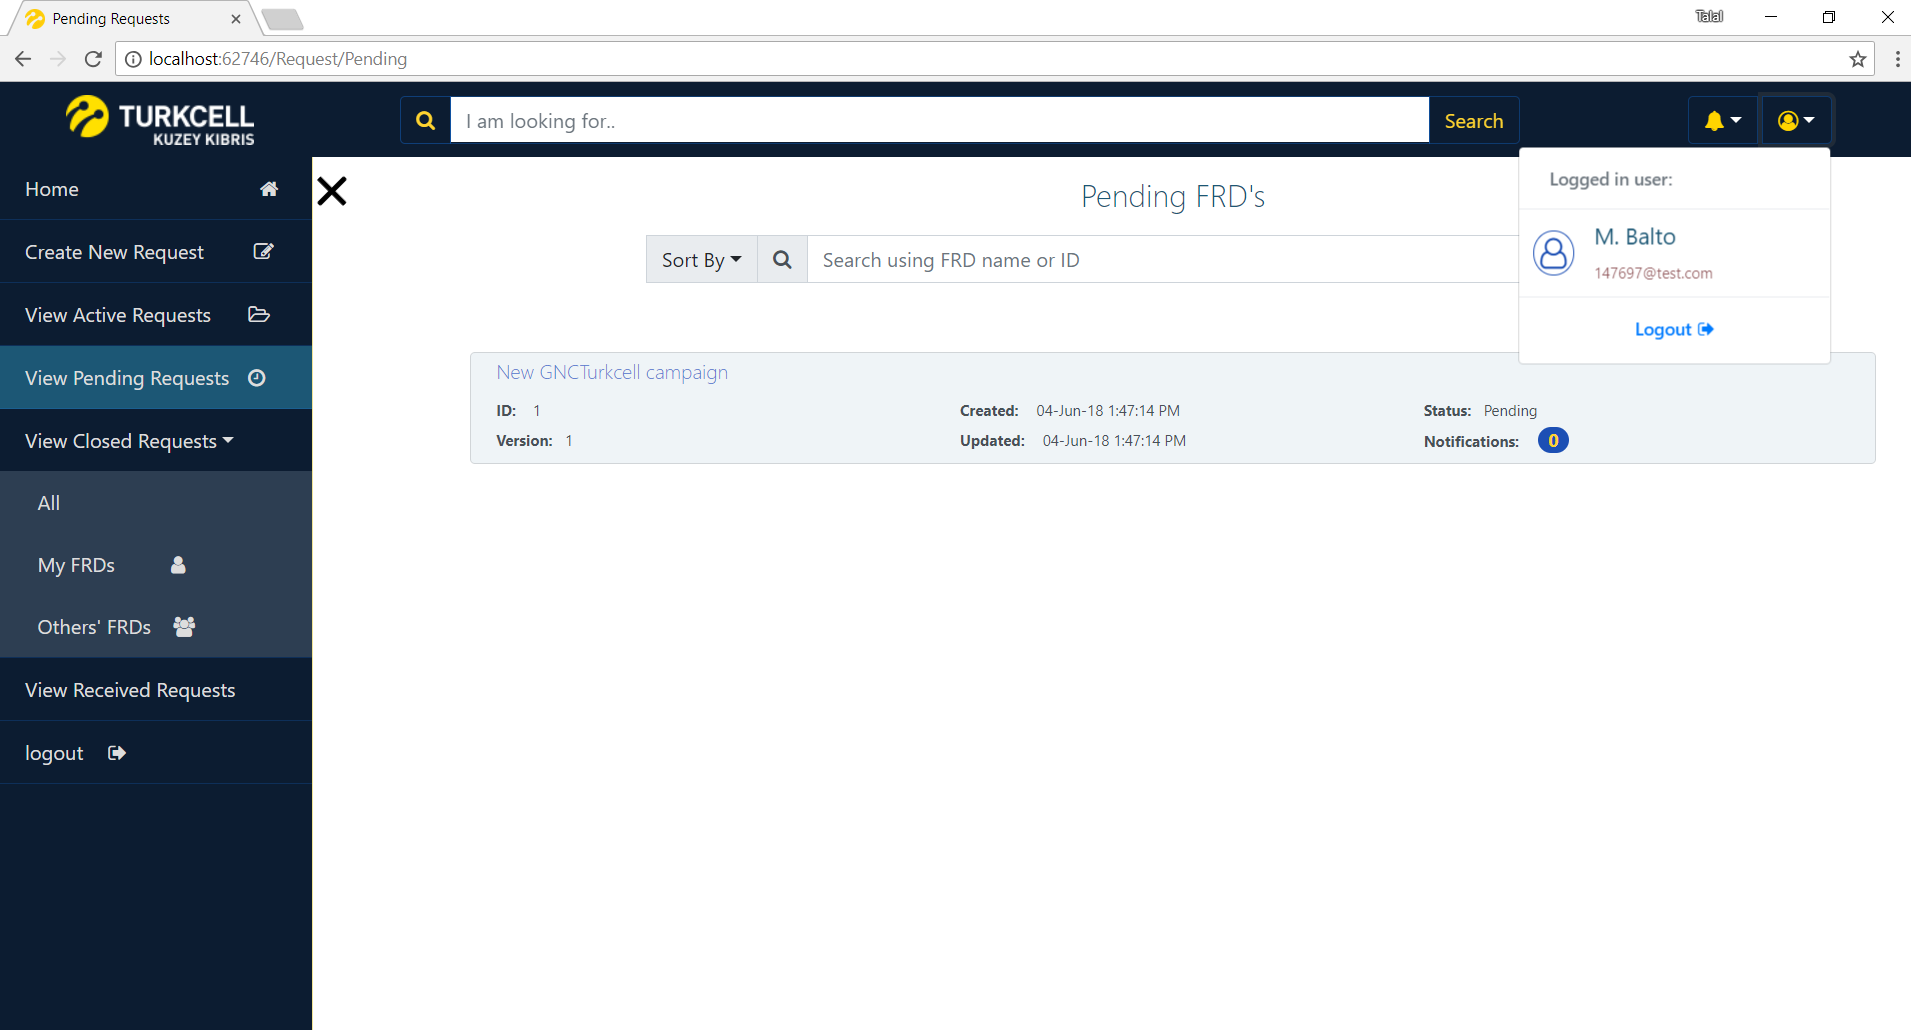 Pending Requests
Talal
localhost:62746/Request/Pending
TURKCELL
KUZEY KIBRIS
I am looking for..
Search
Logged in user:
M. Balto
147697@test.com
Logout
Home
Create New Request
View Active Requests
View Pending Requests
View Closed Requests
All
My FRDs
Others' FRDs
View Received Requests
logout
Pending FRD's
Sort By
Search using FRD name or ID
New GNCTurkcell campaign
ID: 1
Created: 04-Jun-18 1:47:14 PM
Status: Pending
Version: 1
Updated: 04-Jun-18 1:47:14 PM
Notifications: 0